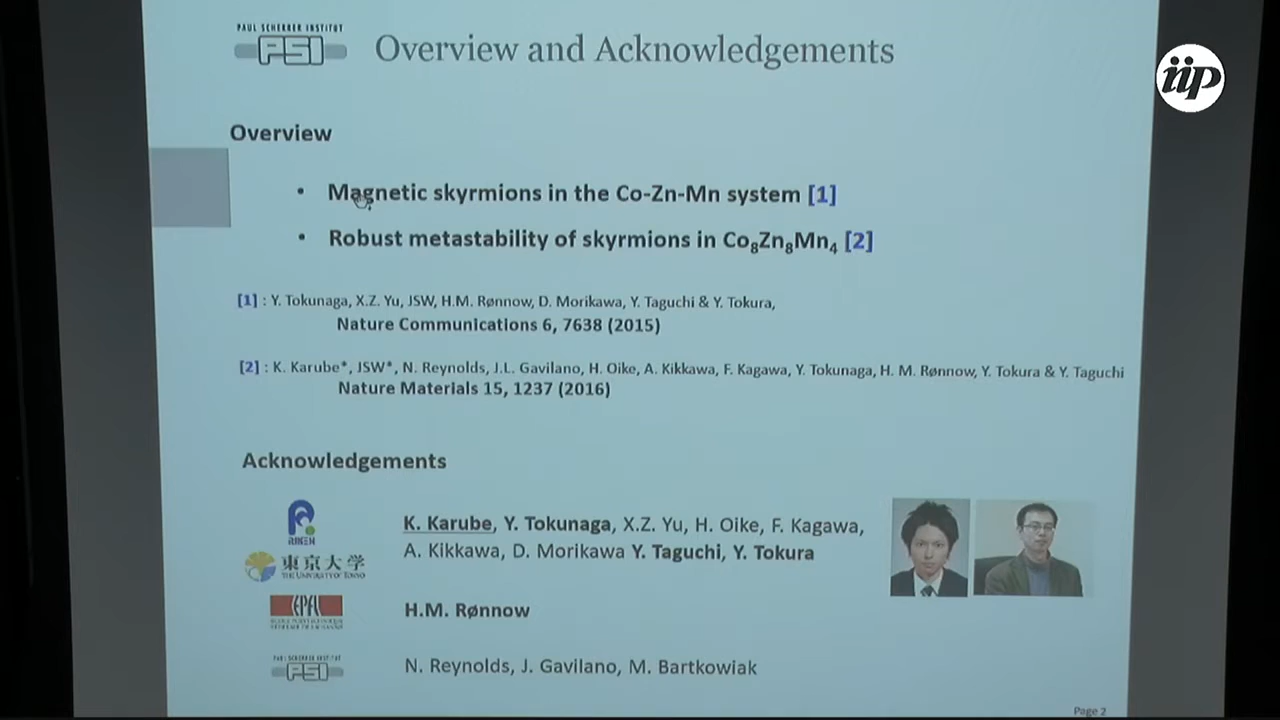 PAUL SCHERRER INSTITUT
PSI
Overview and Acknowledgements
iip
Overview
• Magnetic skyrmions in the Co-Zn-Mn system [1]
• Robust metastability of skyrmions in Co₈Zn₈Mn₄ [2]
[1] : Y. Tokunaga, X.Z. Yu, JSW, H.M. Rønnow, D. Morikawa, Y. Taguchi & Y. Tokura,
Nature Communications 6, 7638 (2015)
[2] : K. Karube*, JSW*, N. Reynolds, J.L. Gavilano, H. Oike, A. Kikkawa, F. Kagawa, Y. Tokunaga, H. M. Rønnow, Y. Tokura & Y. Taguchi
Nature Materials 15, 1237 (2016)
Acknowledgements
RIKEN
K. Karube, Y. Tokunaga, X.Z. Yu, H. Oike, F. Kagawa,
A. Kikkawa, D. Morikawa Y. Taguchi, Y. Tokura
東京大学
THE UNIVERSITY OF TOKYO
EPFL
H.M. Rønnow
PAUL SCHERRER INSTITUT
PSI
N. Reynolds, J. Gavilano, M. Bartkowiak
Page 2